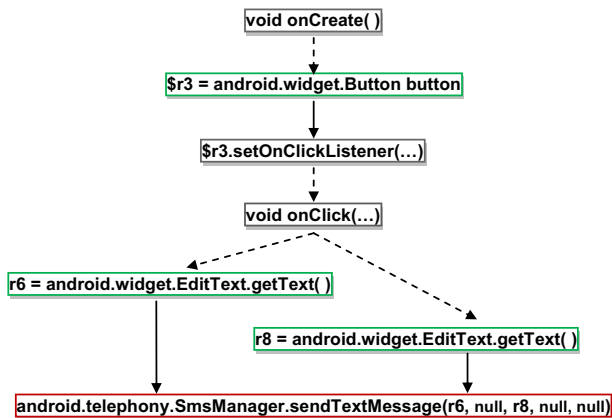 void onCreate( )
$r3 = android.widget.Button button
$r3.setOnClickListener(…)
void onClick(…)
r6 = android.widget.EditText.getText( )
r8 = android.widget.EditText.getText( )
android.telephony.SmsManager.sendTextMessage(r6, null, r8, null, null)